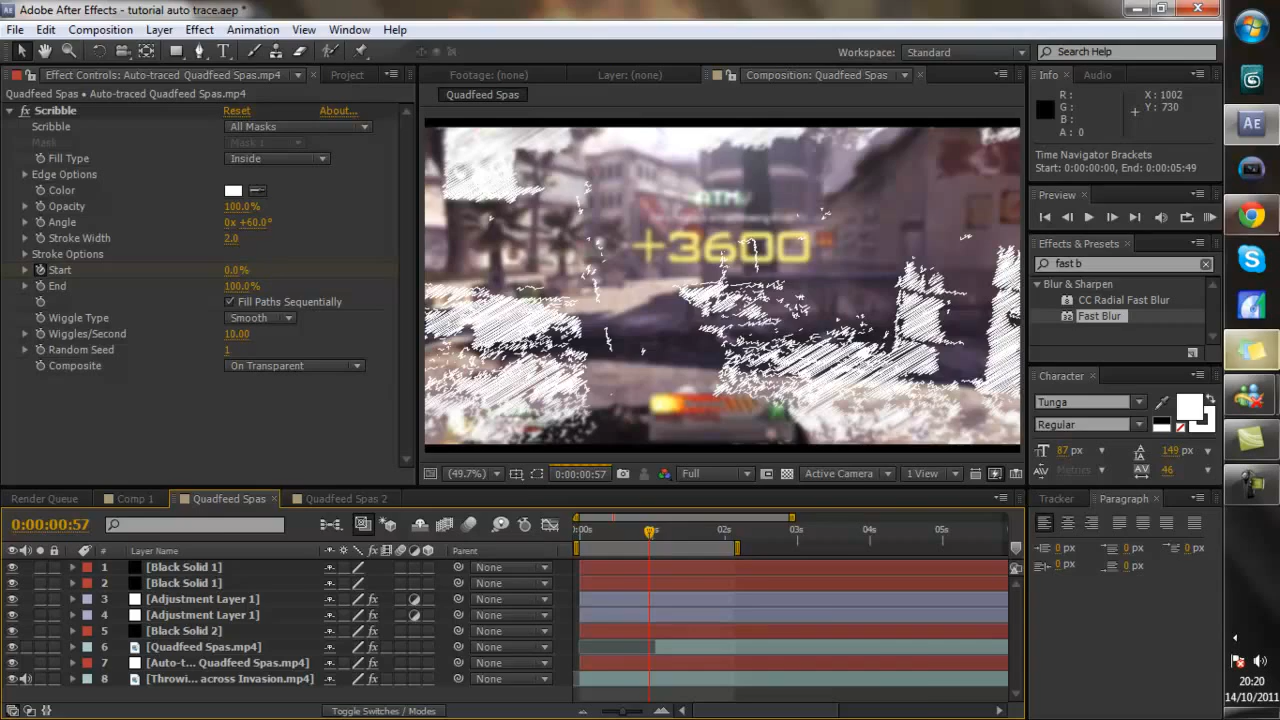 Adobe After Effects - tutorial auto trace.aep *
File Edit Composition Layer Effect Animation View Window Help
Workspace: Standard
Search Help
Effect Controls: Auto-traced Quadfeed Spas.mp4
Project
Quadfeed Spas • Auto-traced Quadfeed Spas.mp4
Scribble Reset About...
Scribble All Masks
Mask Mask 1
Fill Type Inside
Edge Options
Color
Opacity 100.0%
Angle 0x +60.0°
Stroke Width 2.0
Stroke Options
Start 0.0%
End 100.0%
Fill Paths Sequentially
Wiggle Type Smooth
Wiggles/Second 10.00
Random Seed 1
Composite On Transparent
Footage: (none) Layer: (none) Composition: Quadfeed Spas
Quadfeed Spas
+3600
(49.7%) 0:00:00:57 Full Active Camera 1 View
Info Audio
R: X: 1002
G: Y: 730
B:
A: 0
Time Navigator Brackets
Start: 0:00:00:00, End: 0:00:05:49
Preview
Effects & Presets
fast b
Blur & Sharpen
CC Radial Fast Blur
Fast Blur
Character
Tunga
Regular
87 px 149 px
Metrics 46
Tracker Paragraph
0 px 0 px 0 px
0 px 0 px
Render Queue Comp 1 Quadfeed Spas Quadfeed Spas 2
0:00:00:57
:00s 02s 03s 04s 05s
# Layer Name Parent
1 [Black Solid 1] None
2 [Black Solid 1] None
3 [Adjustment Layer 1] None
4 [Adjustment Layer 1] None
5 [Black Solid 2] None
6 [Quadfeed Spas.mp4] None
7 [Auto-t... Quadfeed Spas.mp4] None
8 [Throwi... across Invasion.mp4] None
Toggle Switches / Modes
20:20
14/10/2011